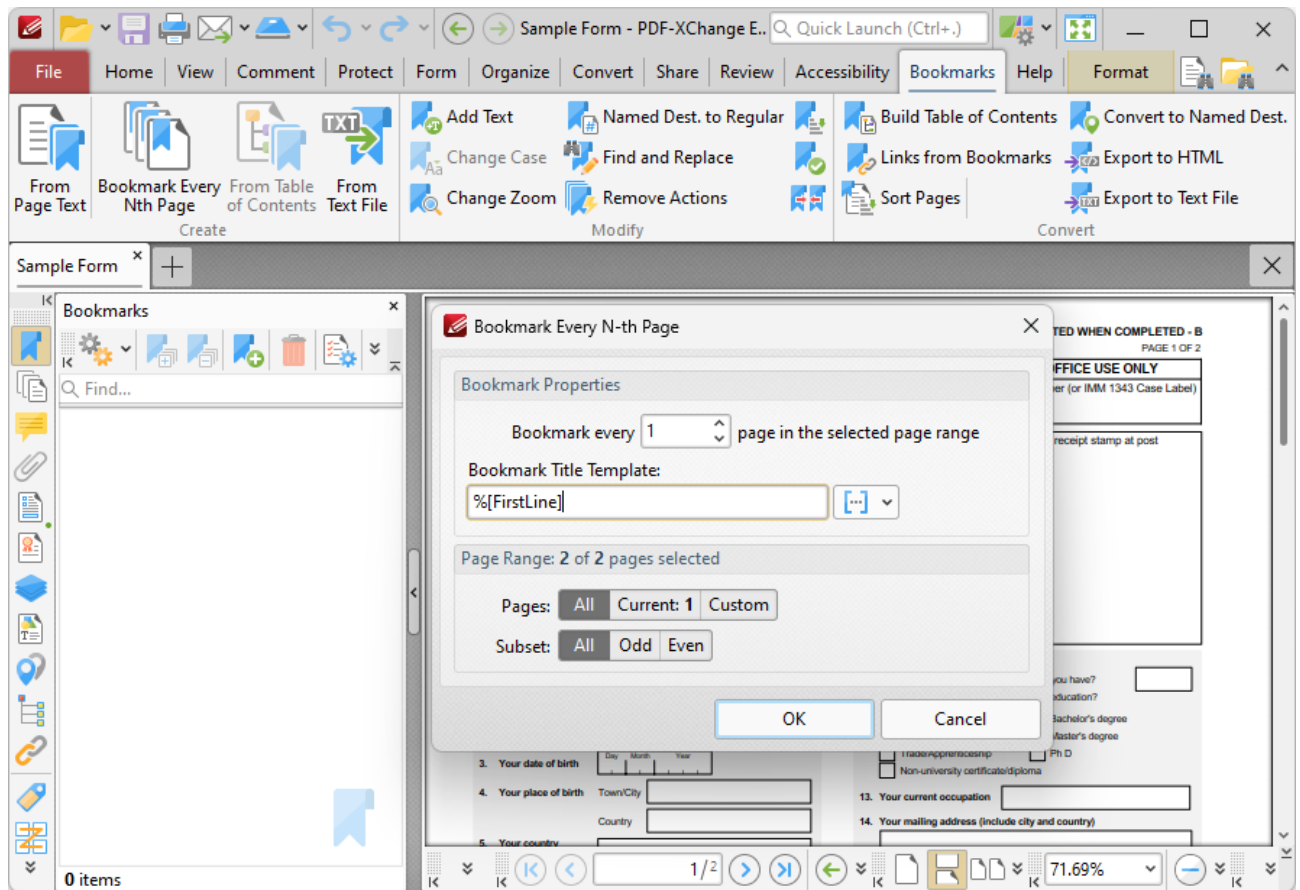 Sample Form - PDF-XChange E..
Quick Launch (Ctrl+.)
File Home View Comment Protect Form Organize Convert Share Review Accessibility Bookmarks Help Format
From Page Text
Bookmark Every Nth Page
From Table of Contents
From Text File
TXT
Create
Add Text
Change Case
Change Zoom
Named Dest. to Regular
Find and Replace
Remove Actions
Modify
Build Table of Contents
Links from Bookmarks
Sort Pages
Convert to Named Dest.
Export to HTML
Export to Text File
Convert
Sample Form
Bookmarks
Find...
0 items
Bookmark Every N-th Page
Bookmark Properties
Bookmark every 1 page in the selected page range
Bookmark Title Template:
%[FirstLine]
Page Range: 2 of 2 pages selected
Pages: All Current: 1 Custom
Subset: All Odd Even
OK Cancel
TED WHEN COMPLETED - B
PAGE 1 OF 2
FFICE USE ONLY
er (or IMM 1343 Case Label)
receipt stamp at post
you have?
education?
Bachelor's degree
Master's degree
Trade/Apprenticeship
Ph D
Non-university certificate/diploma
3. Your date of birth
Day Month Year
4. Your place of birth Town/City
Country
5. Your country
13. Your current occupation
14. Your mailing address (include city and country)
1/2
71.69%